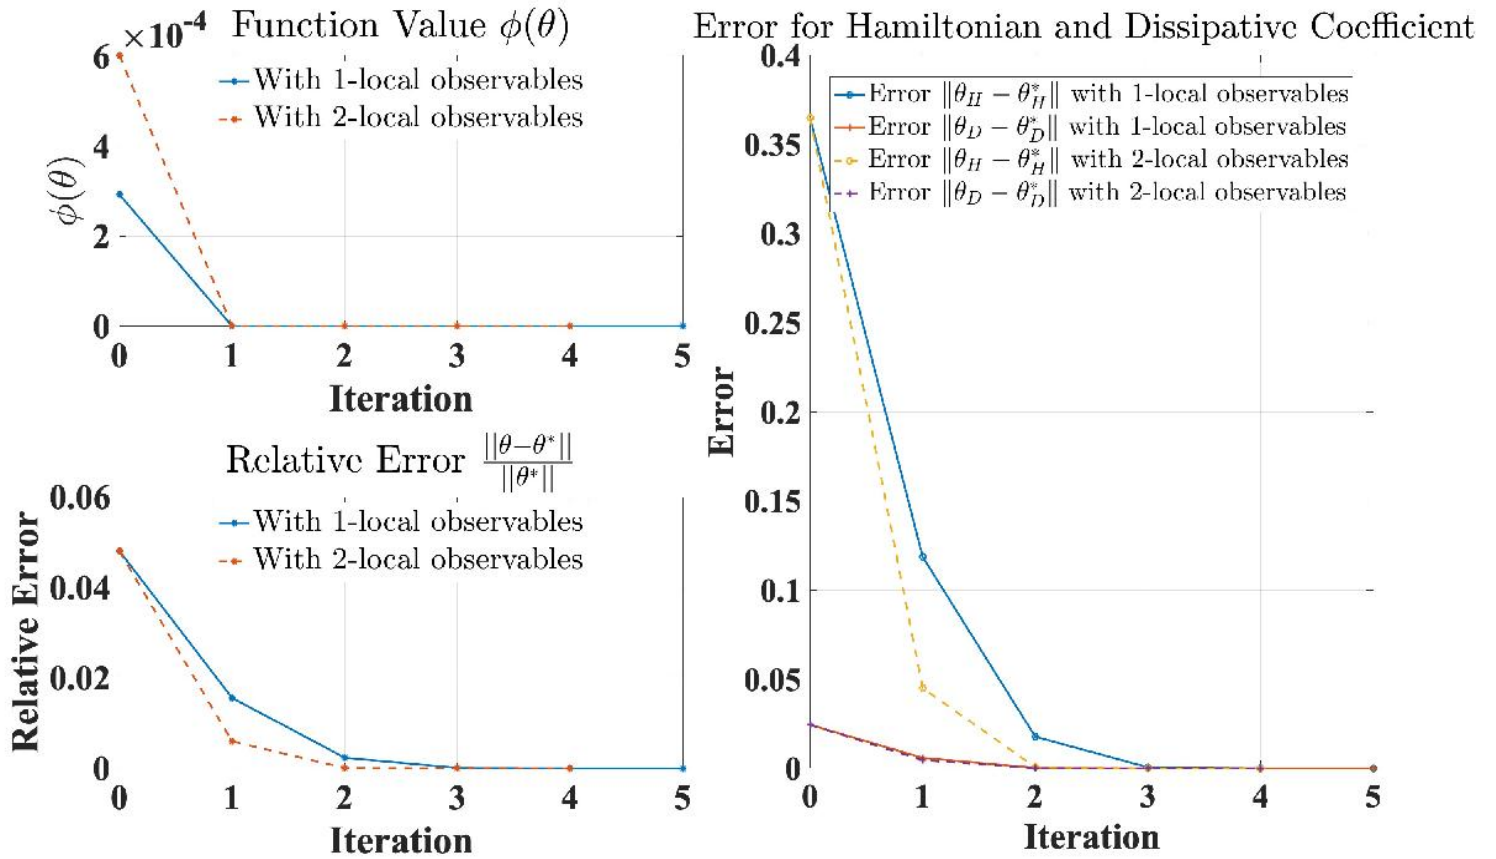 Function Value ϕ(θ)
×10⁻⁴
6
4
2
0
ϕ(θ)
With 1-local observables
With 2-local observables
0 1 2 3 4 5
Iteration
Relative Error ||θ−θ*|| / ||θ*||
0.06
0.04
0.02
0
Relative Error
With 1-local observables
With 2-local observables
0 1 2 3 4 5
Iteration
Error for Hamiltonian and Dissipative Coefficient
0.4
0.35
0.3
0.25
0.2
0.15
0.1
0.05
0
Error
Error ‖θ_H − θ*_H‖ with 1-local observables
Error ‖θ_D − θ*_D‖ with 1-local observables
Error ‖θ_H − θ*_H‖ with 2-local observables
Error ‖θ_D − θ*_D‖ with 2-local observables
0 1 2 3 4 5
Iteration